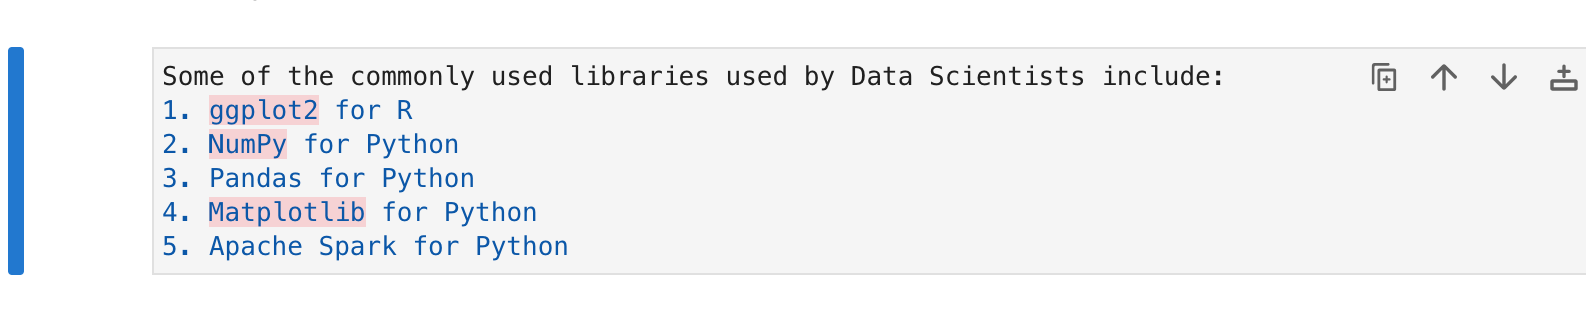 Some of the commonly used libraries used by Data Scientists include:
1. ggplot2 for R
2. NumPy for Python
3. Pandas for Python
4. Matplotlib for Python
5. Apache Spark for Python